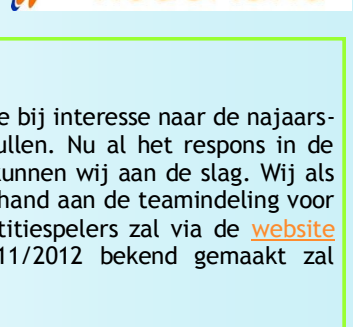 e bij interesse naar de najaars-
ullen. Nu al het respons in de
unnen wij aan de slag. Wij als
hand aan de teamindeling voor
titiespelers zal via de website
11/2012 bekend gemaakt zal